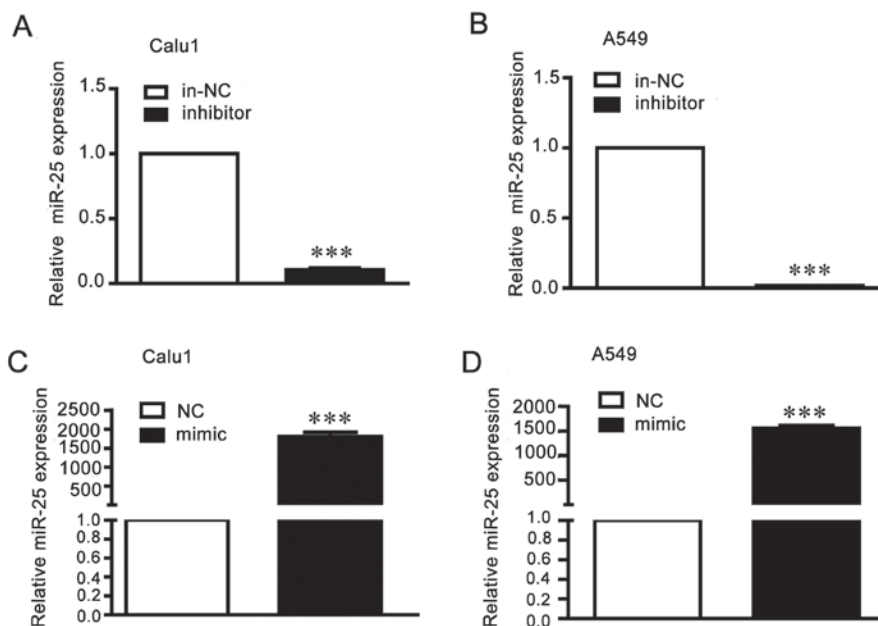 A
Calu1
in-NC
inhibitor
Relative miR-25 expression
1.5
1.0
0.5
0.0
***
B
A549
in-NC
inhibitor
Relative miR-25 expression
1.5
1.0
0.5
0.0
***
C
Calu1
NC
mimic
Relative miR-25 expression
2500
2000
1500
1000
500
1.0
0.8
0.6
0.4
0.2
0.0
***
D
A549
NC
mimic
Relative miR-25 expression
2000
1500
1000
500
1.0
0.8
0.6
0.4
0.2
0.0
***